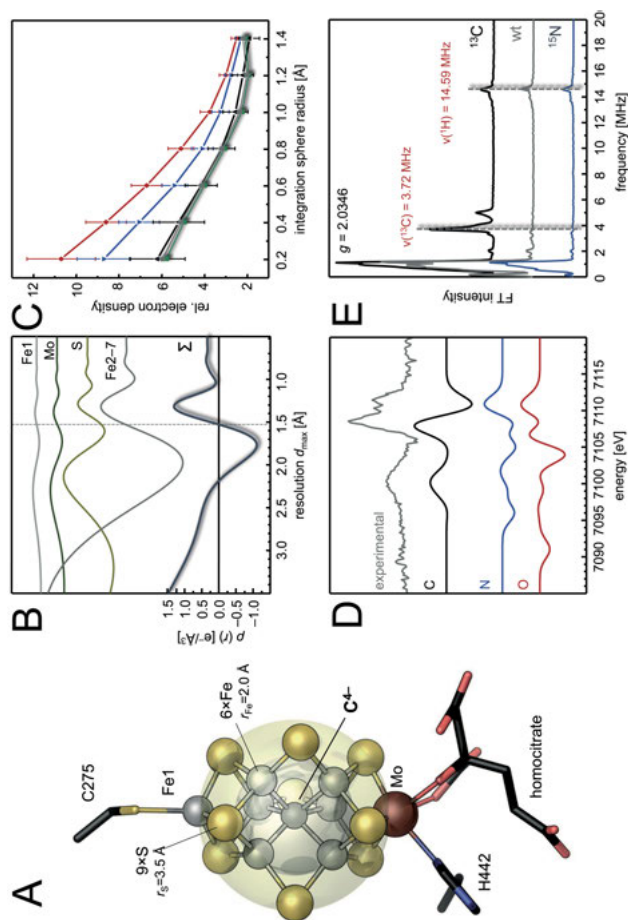 A
C275
Fe1
9×S
rS=3.5 Å
6×Fe
rFe=2.0 Å
C4–
Mo
H442
homocitrate
B
Fe1
Mo
S
Fe2–7
Σ
1.5
1.0
0.5
0.0
-0.5
-1.0
ρ (r) [e–/Å3]
3.0
2.5
2.0
1.5
1.0
resolution dmax [Å]
C
12
10
8
6
4
2
rel. electron density
0.2
0.4
0.6
0.8
1.0
1.2
1.4
integration sphere radius [Å]
D
experimental
C
N
O
7090
7095
7100
7105
7110
energy [eV]
E
g = 2.0346
ν(13C) = 3.72 MHz
ν(1H) = 14.59 MHz
13C
wt
15N
FT intensity
0
2
4
6
8
10
12
14
16
18
20
frequency [MHz]